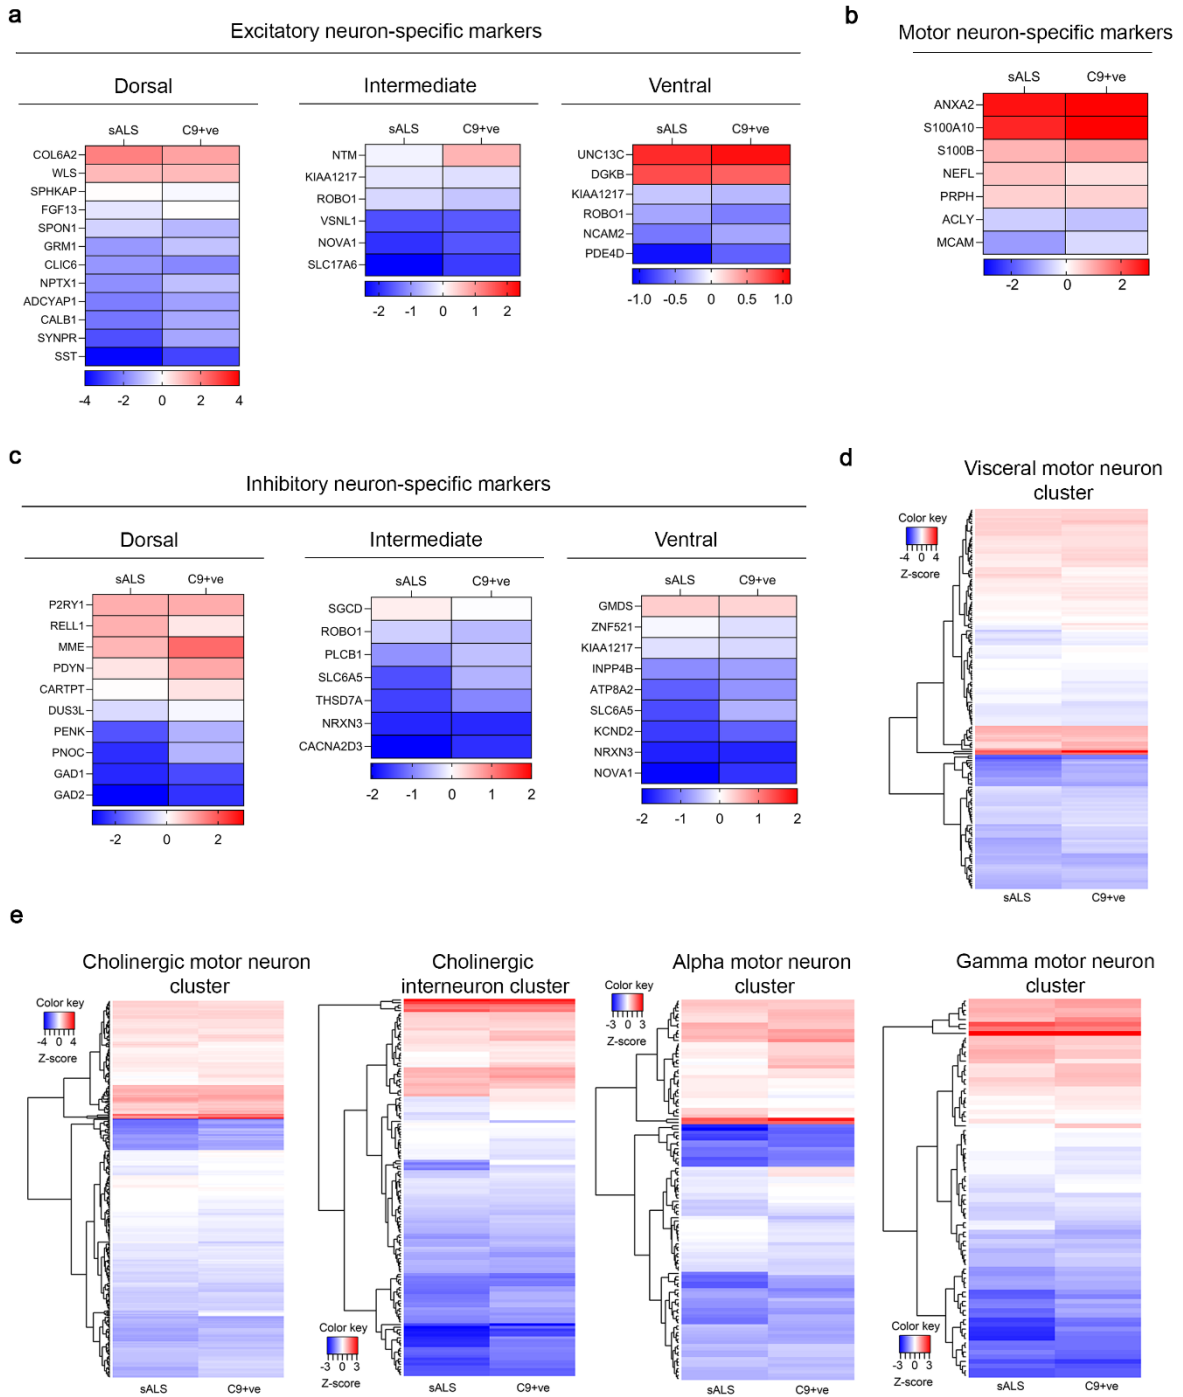 a
Excitatory neuron-specific markers
Dorsal
sALS C9+ve
COL6A2
WLS
SPHKAP
FGF13
SPON1
GRM1
CLIC6
NPTX1
ADCYAP1
CALB1
SYNPR
SST
-4 -2 0 2 4
Intermediate
sALS C9+ve
NTM
KIAA1217
ROBO1
VSNL1
NOVA1
SLC17A6
-2 -1 0 1 2
Ventral
sALS C9+ve
UNC13C
DGKB
KIAA1217
ROBO1
NCAM2
PDE4D
-1.0 -0.5 0 0.5 1.0
b
Motor neuron-specific markers
sALS C9+ve
ANXA2
S100A10
S100B
NEFL
PRPH
ACLY
MCAM
-2 0 2
c
Inhibitory neuron-specific markers
Dorsal
sALS C9+ve
P2RY1
RELL1
MME
PDYN
CARTPT
DUS3L
PENK
PNOC
GAD1
GAD2
-2 0 2
Intermediate
sALS C9+ve
SGCD
ROBO1
PLCB1
SLC6A5
THSD7A
NRXN3
CACNA2D3
-2 -1 0 1 2
Ventral
sALS C9+ve
GMDS
ZNF521
KIAA1217
INPP4B
ATP8A2
SLC6A5
KCND2
NRXN3
NOVA1
-2 -1 0 1 2
d
Visceral motor neuron
cluster
Color key
-4 0 4
Z-score
sALS C9+ve
e
Cholinergic motor neuron
cluster
Color key
-4 0 4
Z-score
sALS C9+ve
Cholinergic
interneuron cluster
Color key
-3 0 3
Z-score
sALS C9+ve
Alpha motor neuron
cluster
Color key
-3 0 3
Z-score
sALS C9+ve
Gamma motor neuron
cluster
Color key
-3 0 3
Z-score
sALS C9+ve